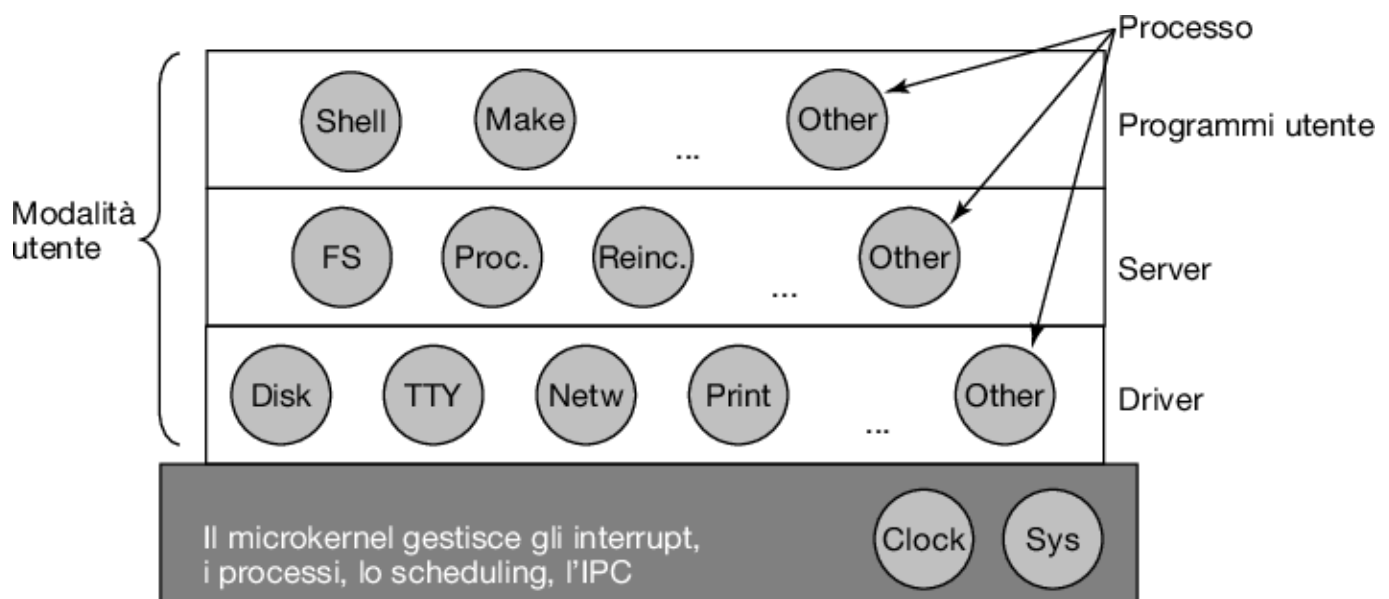 Processo
Shell
Make
...
Other
Programmi utente
Modalità
utente
FS
Proc.
Reinc.
...
Other
Server
Disk
TTY
Netw
Print
...
Other
Driver
Il microkernel gestisce gli interrupt,
i processi, lo scheduling, l'IPC
Clock
Sys